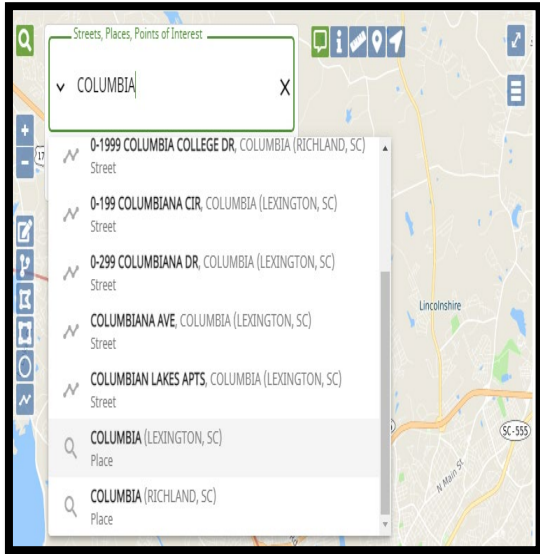 Streets, Places, Points of Interest
COLUMBIA
0-1999 COLUMBIA COLLEGE DR, COLUMBIA (RICHLAND, SC)
Street
0-199 COLUMBIANA CIR, COLUMBIA (LEXINGTON, SC)
Street
0-299 COLUMBIANA DR, COLUMBIA (LEXINGTON, SC)
Street
COLUMBIANA AVE, COLUMBIA (LEXINGTON, SC)
Street
COLUMBIAN LAKES APTS, COLUMBIA (LEXINGTON, SC)
Street
COLUMBIA (LEXINGTON, SC)
Place
COLUMBIA (RICHLAND, SC)
Place
17
Lincolnshire
SC-555
N Main St